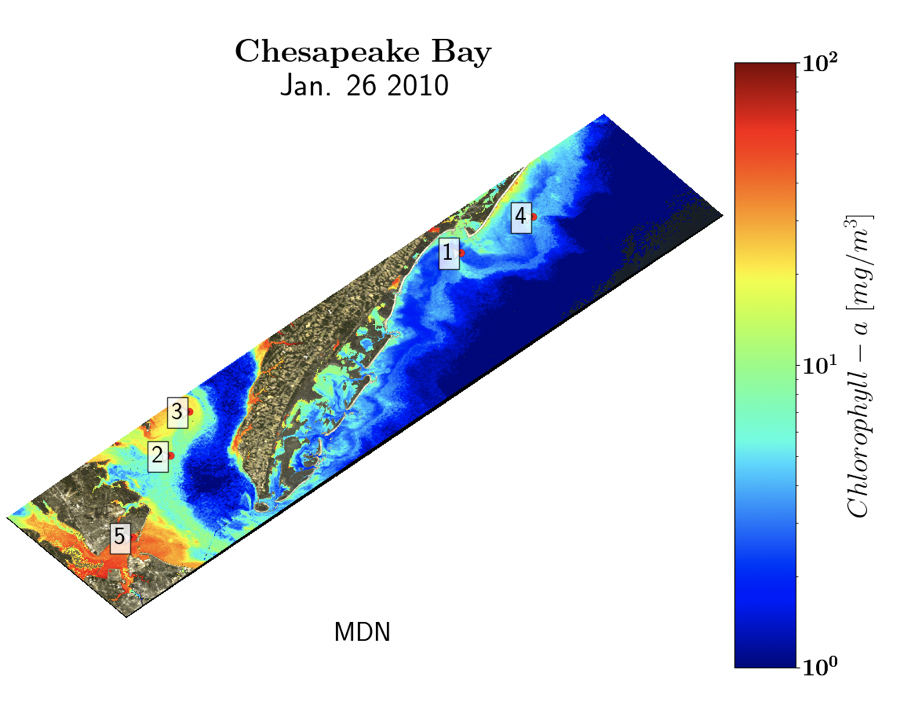 Chesapeake Bay
Jan. 26 2010
10²
4
1
10¹
Chlorophyll − a [mg/m³]
3
2
5
MDN
10⁰